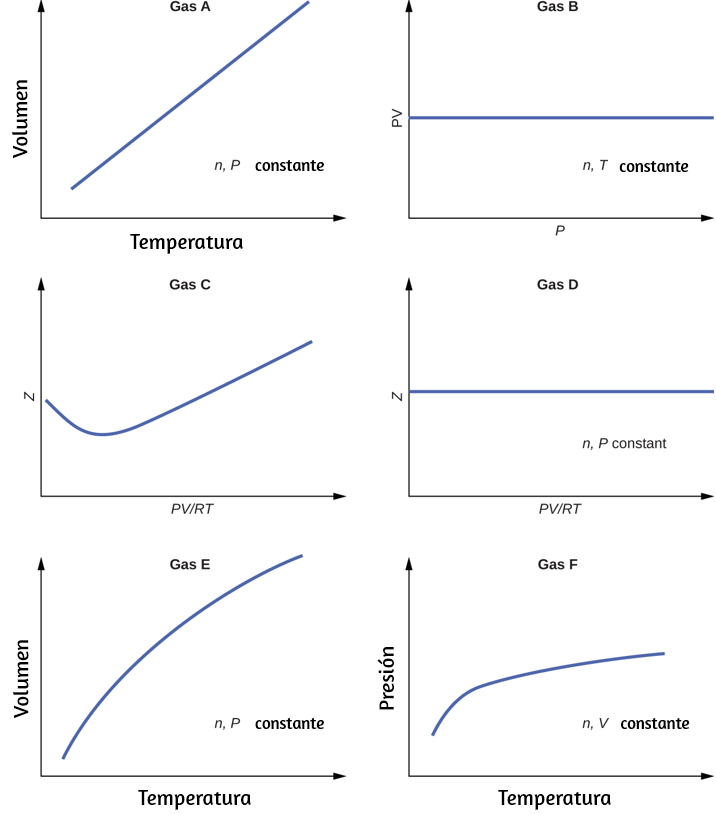 Gas A
Volumen
n, P constante
Temperatura
Gas B
PV
n, T constante
P
Gas C
Z
PV/RT
Gas D
Z
n, P constant
PV/RT
Gas E
Volumen
n, P constante
Temperatura
Gas F
Presión
n, V constante
Temperatura